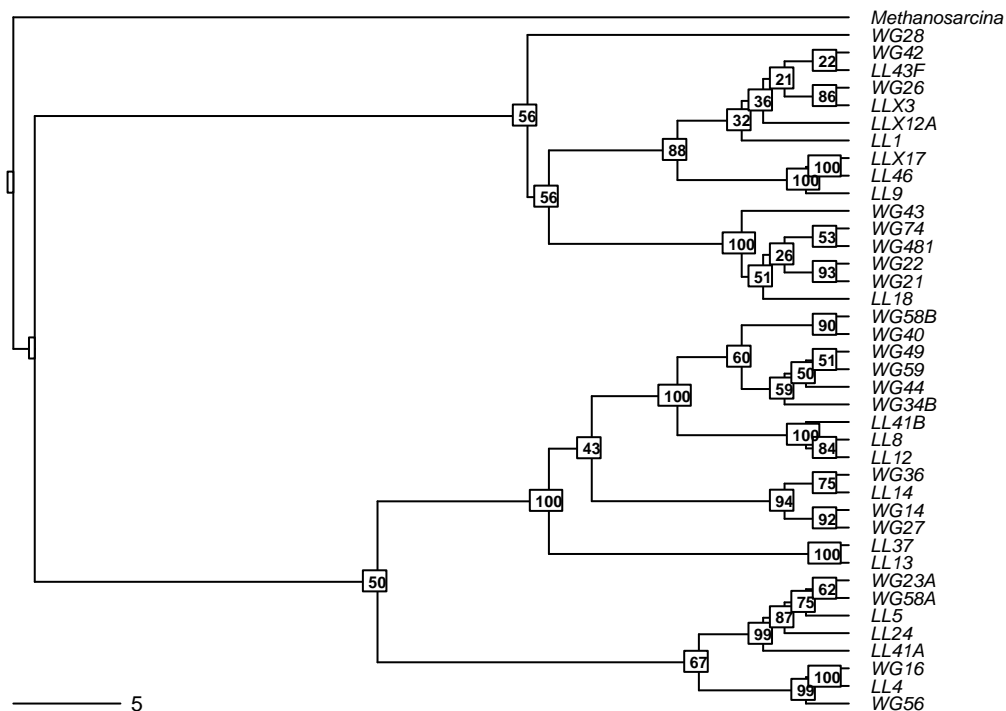 Methanosarcina
WG28
WG42
22
LL43F
21
WG26
36
86
LLX3
56
32
LLX12A
LL1
88
LLX17
100
LL46
100
LL9
56
WG43
WG74
53
100
WG481
26
WG22
51
93
WG21
LL18
WG58B
90
WG40
60
WG49
51
WG59
50
WG44
59
100
WG34B
LL41B
100
LL8
43
84
LL12
WG36
75
LL14
100
94
WG14
92
WG27
LL37
100
LL13
50
WG23A
62
WG58A
75
LL5
87
LL24
99
LL41A
67
WG16
100
LL4
99
WG56
5